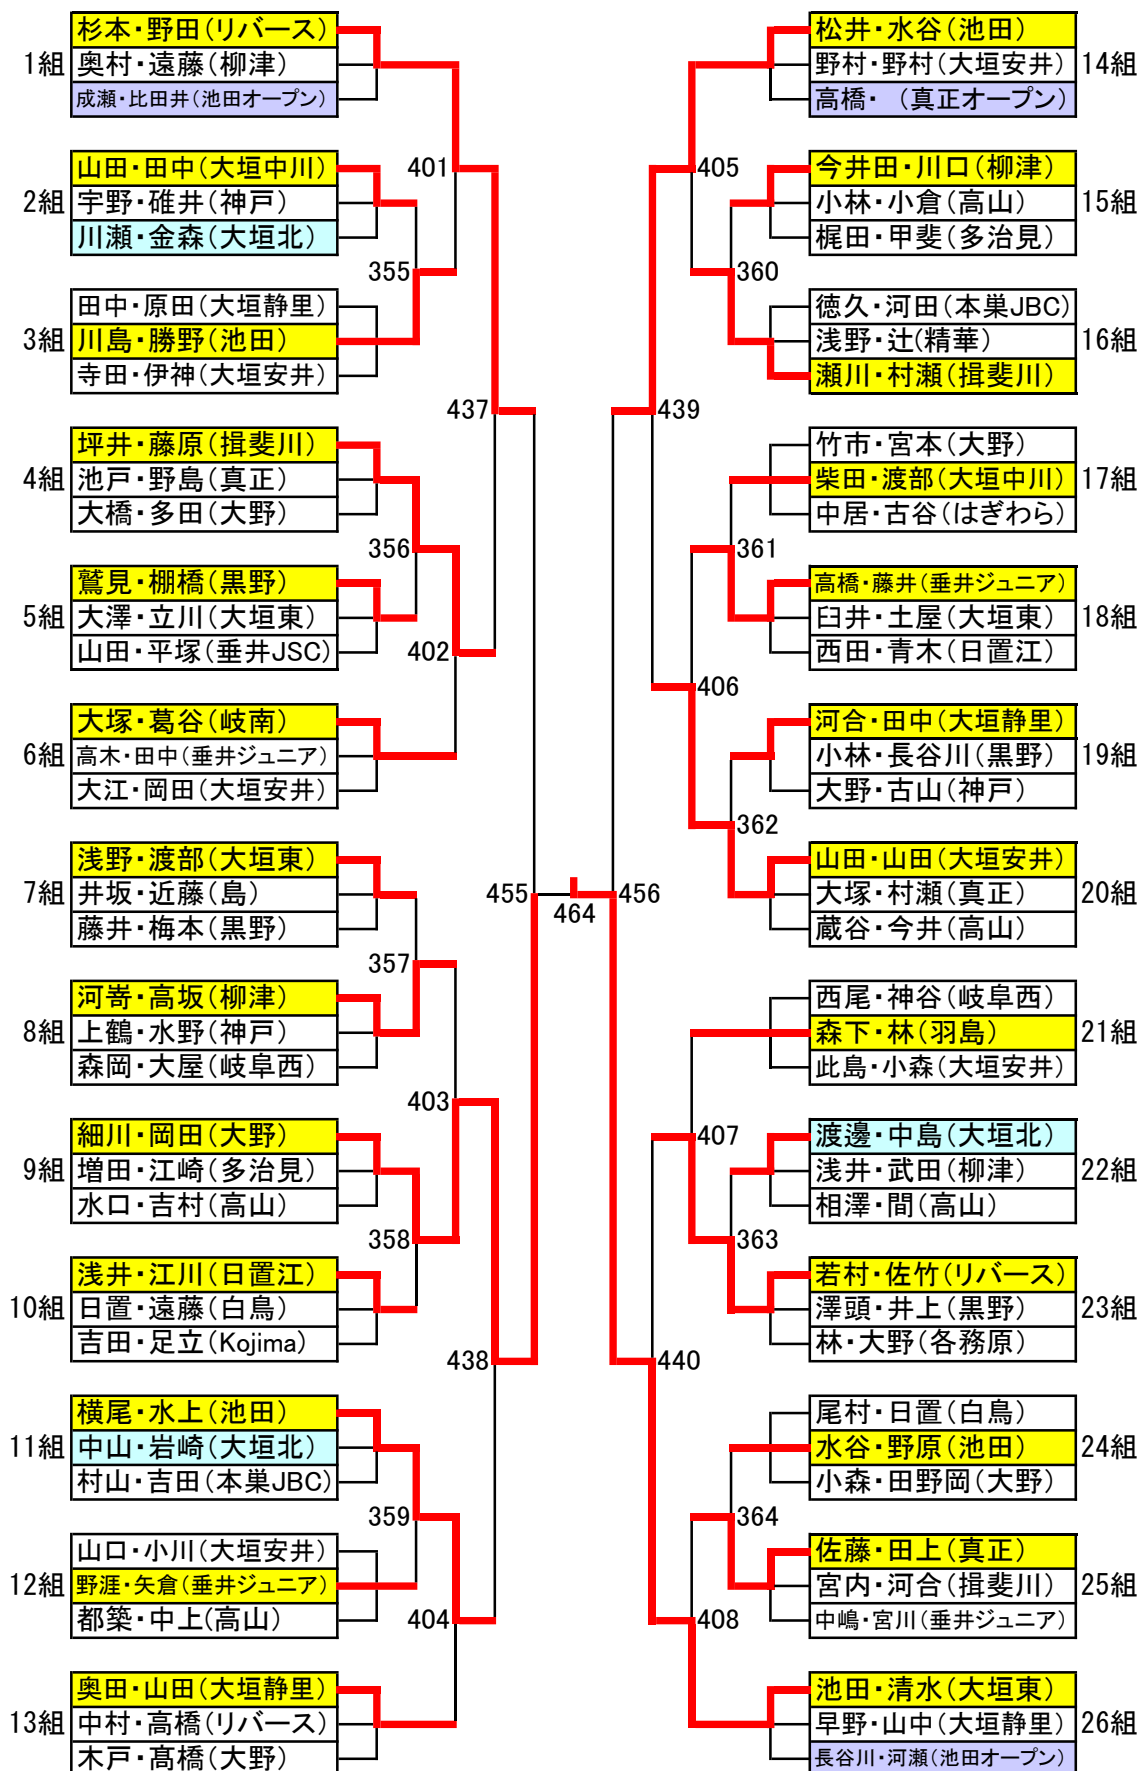 1組
杉本・野田(リバース)
奥村・遠藤(柳津)
成瀬・比田井(池田オープン)
2組
山田・田中(大垣中川)
宇野・碓井(神戸)
川瀬・金森(大垣北)
3組
田中・原田(大垣静里)
川島・勝野(池田)
寺田・伊神(大垣安井)
4組
坪井・藤原(揖斐川)
池戸・野島(真正)
大橋・多田(大野)
5組
鷲見・棚橋(黒野)
大澤・立川(大垣東)
山田・平塚(垂井JSC)
6組
大塚・葛谷(岐南)
高木・田中(垂井ジュニア)
大江・岡田(大垣安井)
7組
浅野・渡部(大垣東)
井坂・近藤(島)
藤井・梅本(黒野)
8組
河嵜・高坂(柳津)
上鶴・水野(神戸)
森岡・大屋(岐阜西)
9組
細川・岡田(大野)
増田・江崎(多治見)
水口・吉村(高山)
10組
浅井・江川(日置江)
日置・遠藤(白鳥)
吉田・足立(Kojima)
11組
横尾・水上(池田)
中山・岩崎(大垣北)
村山・吉田(本巣JBC)
12組
山口・小川(大垣安井)
野涯・矢倉(垂井ジュニア)
都築・中上(高山)
13組
奥田・山田(大垣静里)
中村・高橋(リバース)
木戸・髙橋(大野)
401
355
437
356
402
455
357
403
358
438
359
404
464
405
360
439
361
406
362
456
407
363
440
364
408
松井・水谷(池田)
野村・野村(大垣安井)
高橋・ (真正オープン)
14組
今井田・川口(柳津)
小林・小倉(高山)
梶田・甲斐(多治見)
15組
徳久・河田(本巣JBC)
浅野・辻(精華)
瀬川・村瀬(揖斐川)
16組
竹市・宮本(大野)
柴田・渡部(大垣中川)
中居・古谷(はぎわら)
17組
高橋・藤井(垂井ジュニア)
臼井・土屋(大垣東)
西田・青木(日置江)
18組
河合・田中(大垣静里)
小林・長谷川(黒野)
大野・古山(神戸)
19組
山田・山田(大垣安井)
大塚・村瀬(真正)
蔵谷・今井(高山)
20組
西尾・神谷(岐阜西)
森下・林(羽島)
此島・小森(大垣安井)
21組
渡邊・中島(大垣北)
浅井・武田(柳津)
相澤・間(高山)
22組
若村・佐竹(リバース)
澤頭・井上(黒野)
林・大野(各務原)
23組
尾村・日置(白鳥)
水谷・野原(池田)
小森・田野岡(大野)
24組
佐藤・田上(真正)
宮内・河合(揖斐川)
中嶋・宮川(垂井ジュニア)
25組
池田・清水(大垣東)
早野・山中(大垣静里)
長谷川・河瀬(池田オープン)
26組